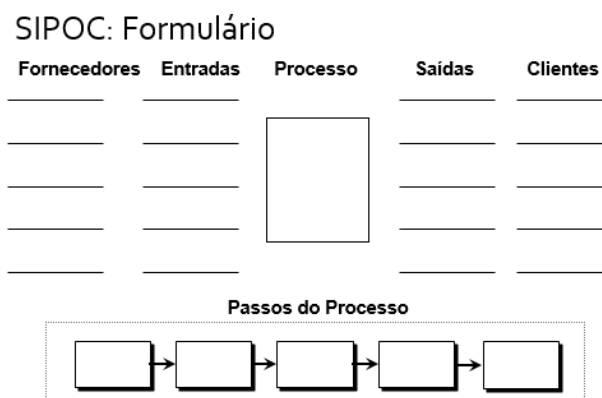 SIPOC: Formulário
Fornecedores Entradas Processo Saídas Clientes
Passos do Processo